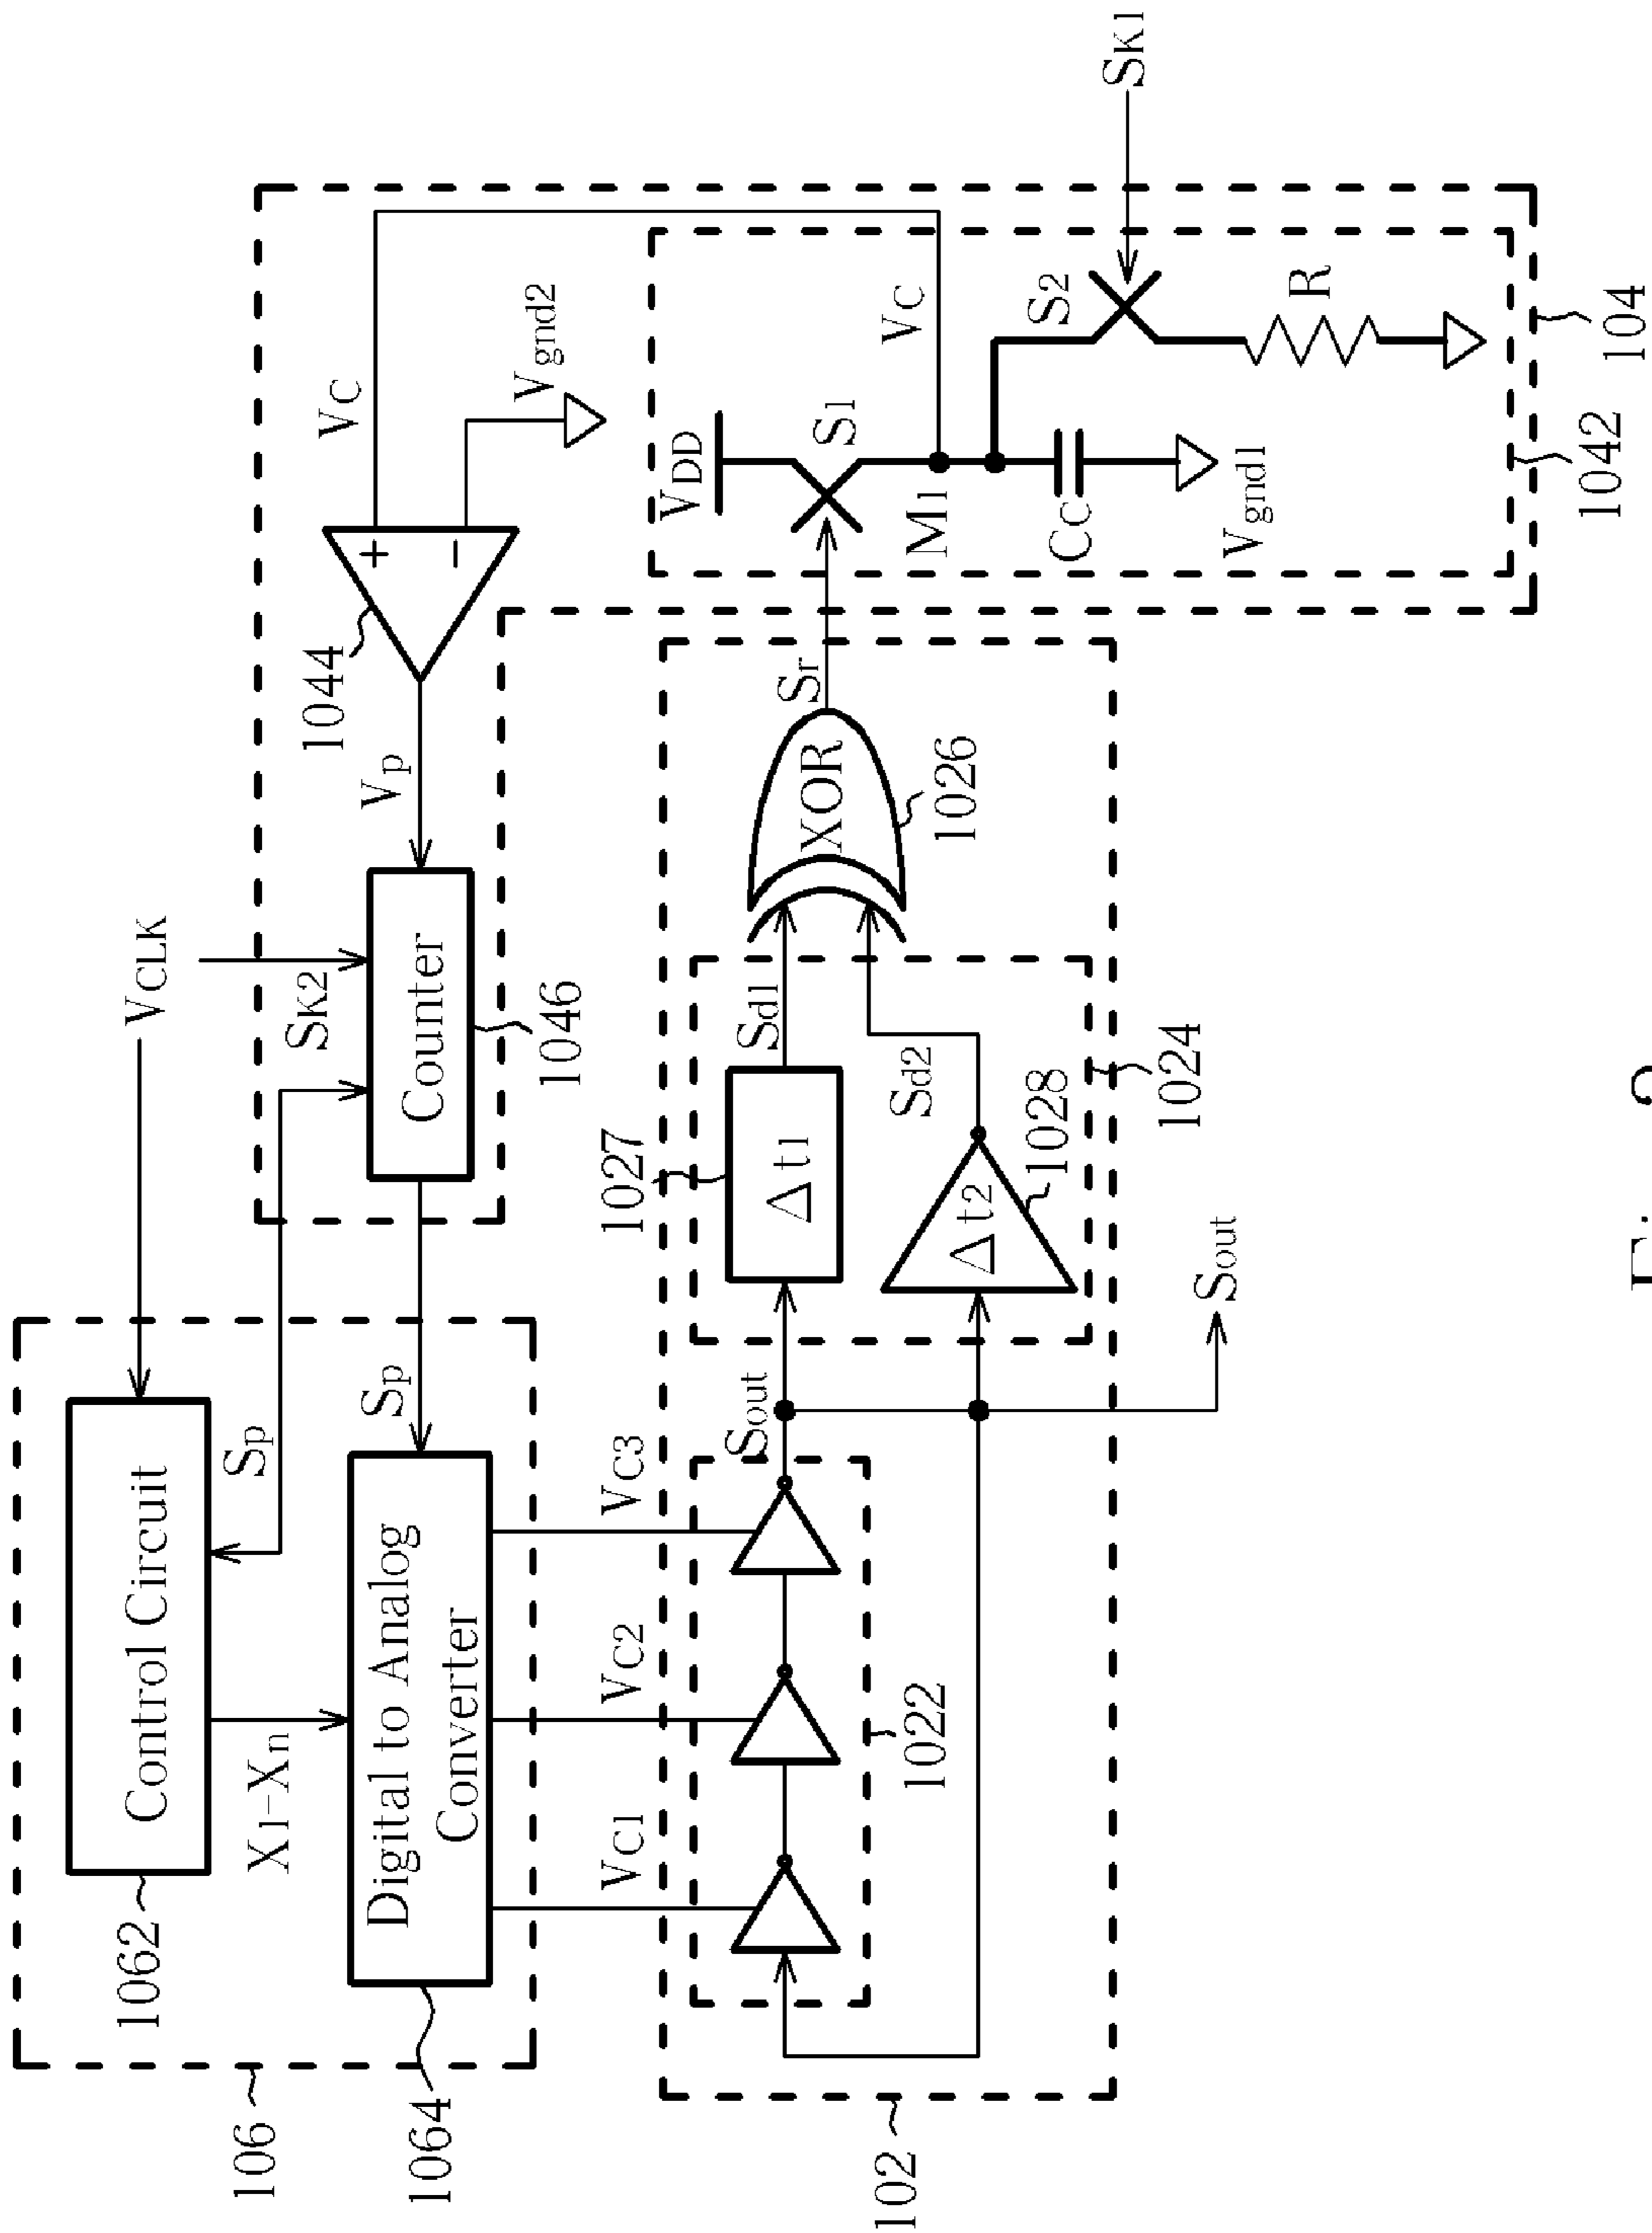 106
1062
Control Circuit
VCLK
X1-Xn
Sp
SK2
VC
1064
Digital to Analog
Converter
Sp
Counter
Vp
1044
+
−
Vgnd2
1046
VC1
VC2
VC3
1027
VDD
Sout
Δt1
Sd1
XOR
Sr
S1
102
1022
Sd2
1026
M1
VC
Δt2
1028
CC
S2
SK1
1024
Sout
Vgnd1
R
1042
104